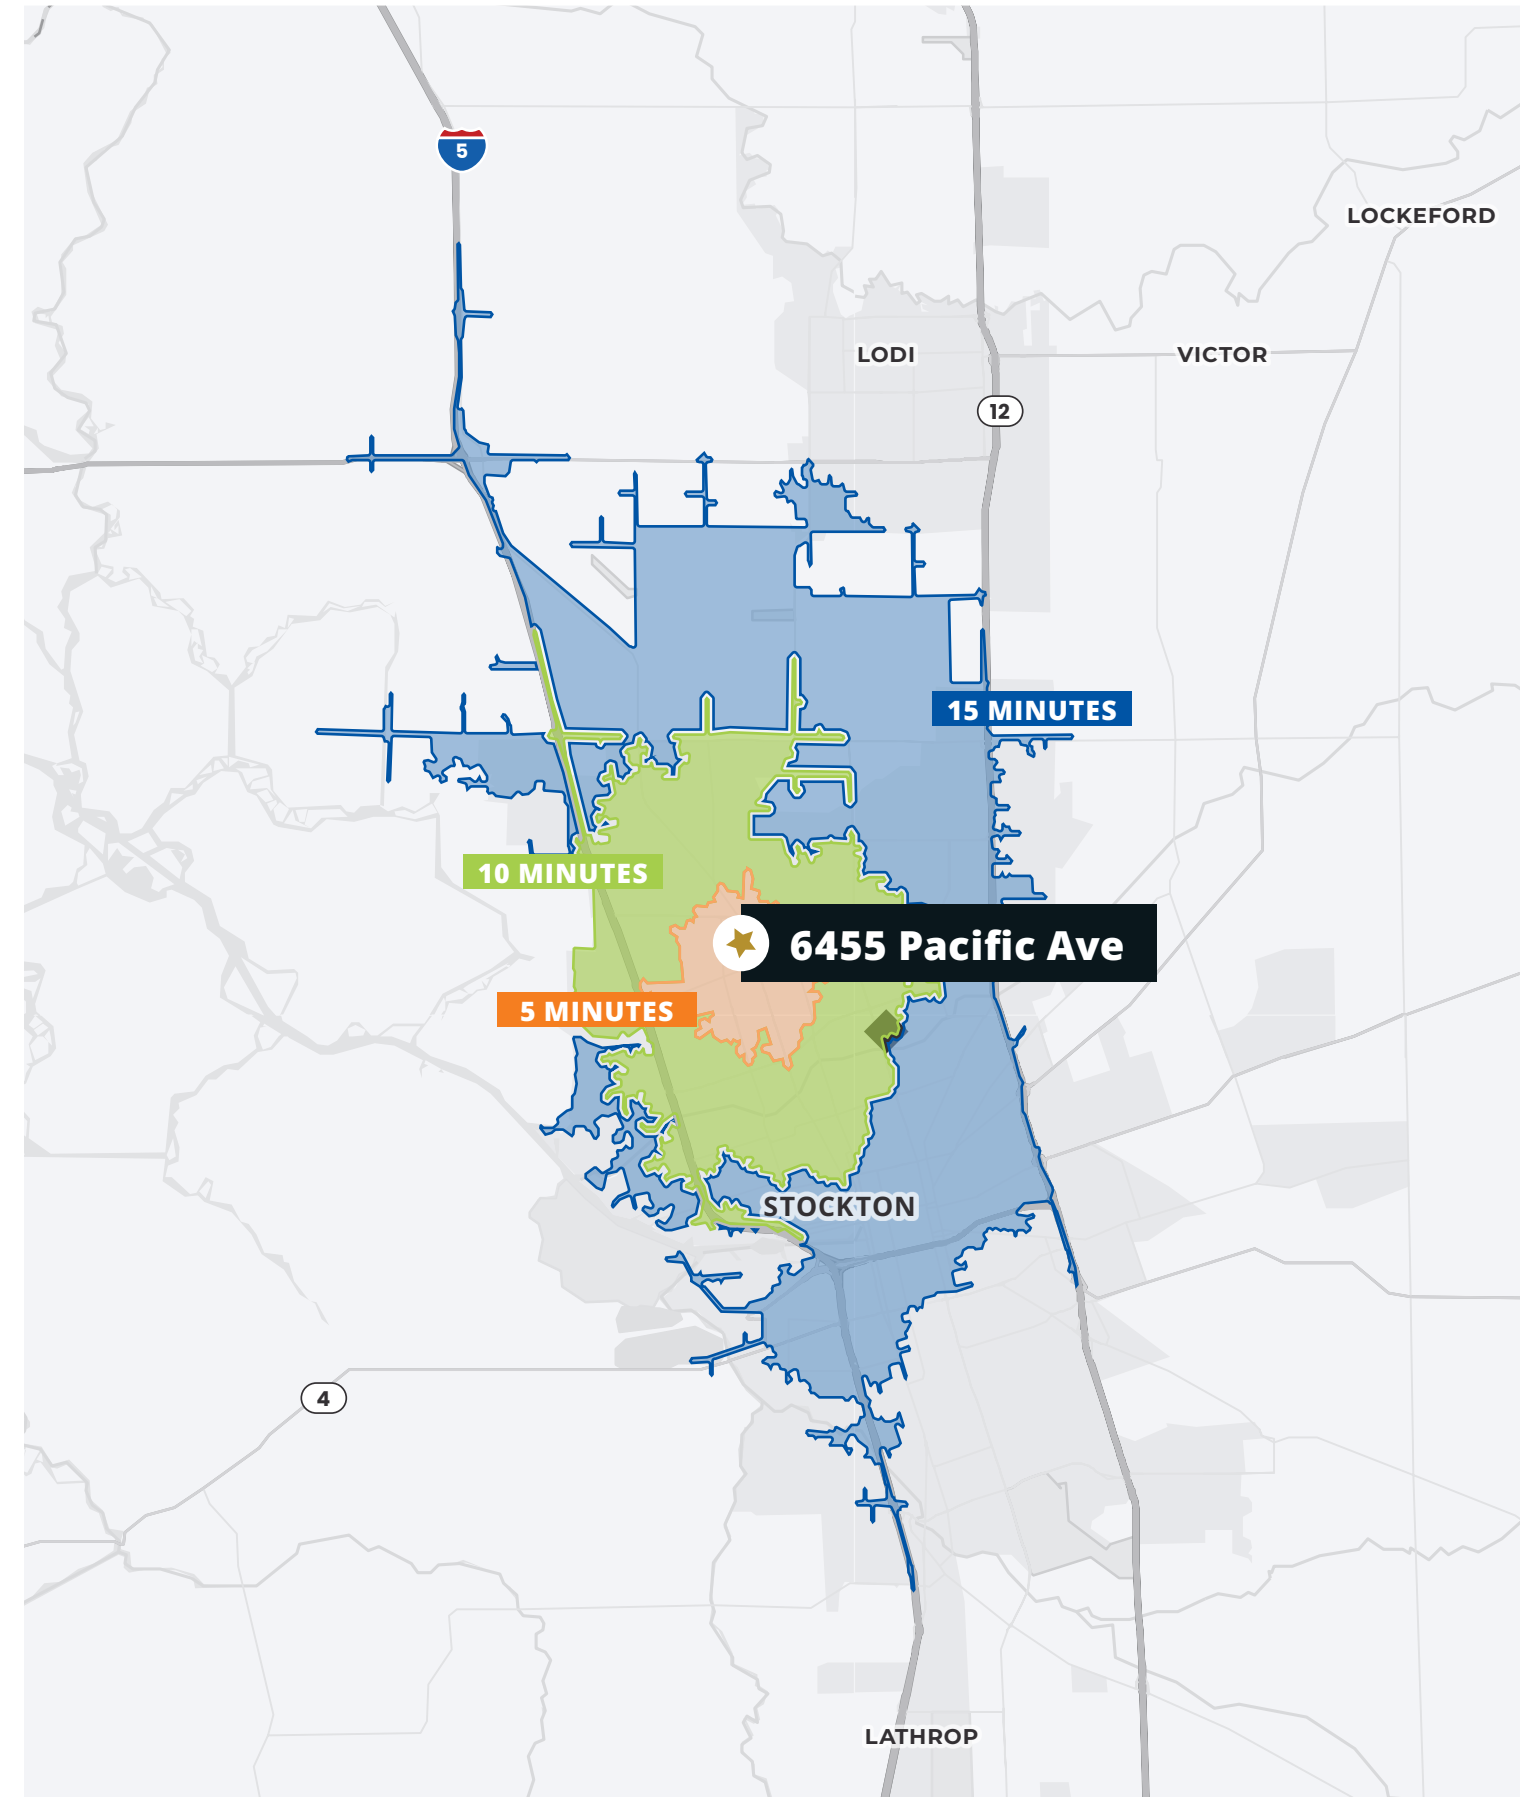 5
LOCKEFORD
LODI
VICTOR
12
15 MINUTES
10 MINUTES
6455 Pacific Ave
5 MINUTES
STOCKTON
4
LATHROP